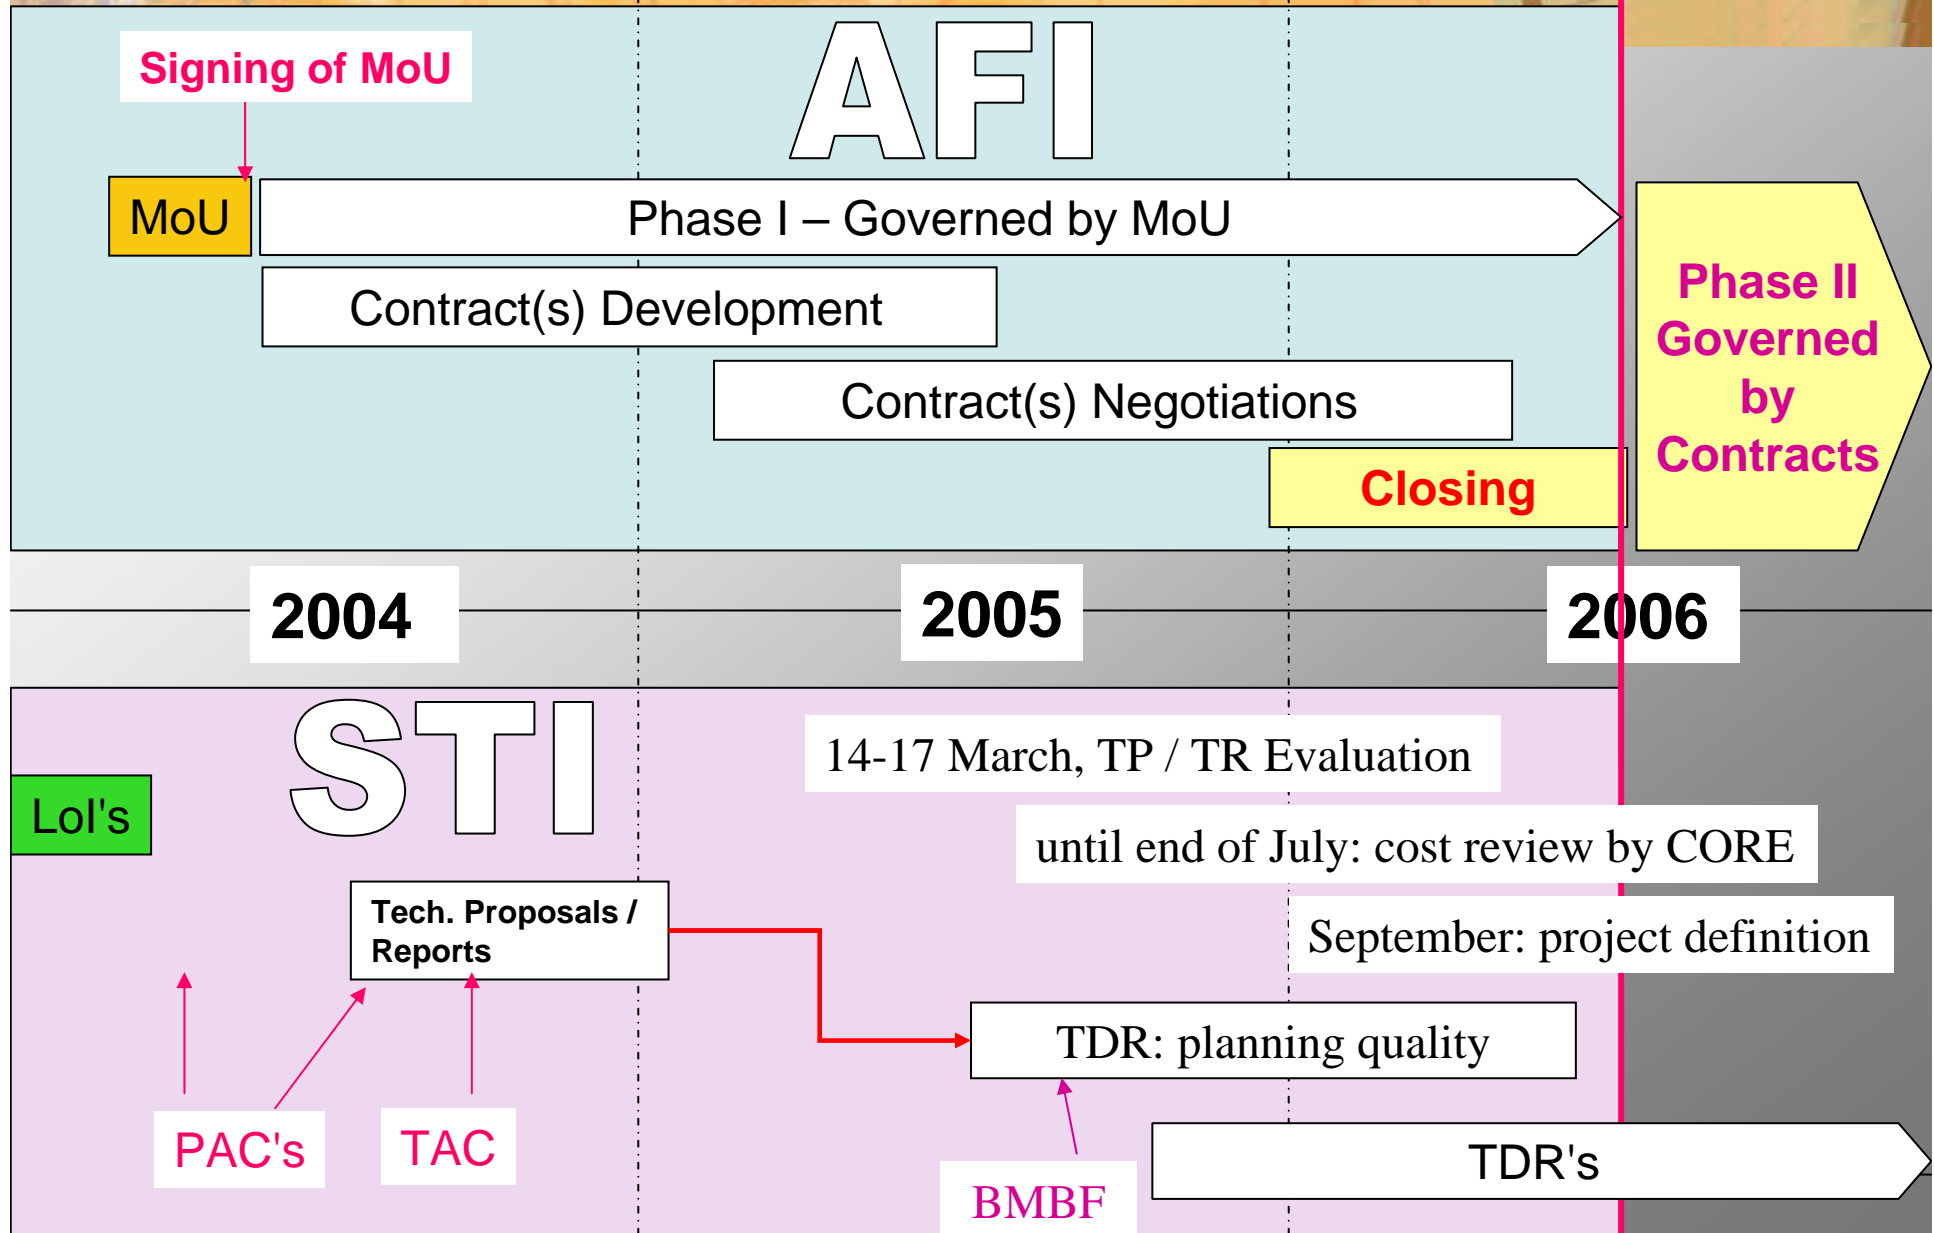 Signing of MoU
AFI
MoU
Phase I – Governed by MoU
Contract(s) Development
Contract(s) Negotiations
Closing
Phase II
Governed
by
Contracts
2004
2005
2006
STI
14-17 March, TP / TR Evaluation
LoI's
until end of July: cost review by CORE
Tech. Proposals /
Reports
September: project definition
TDR: planning quality
PAC's
TAC
TDR's
BMBF